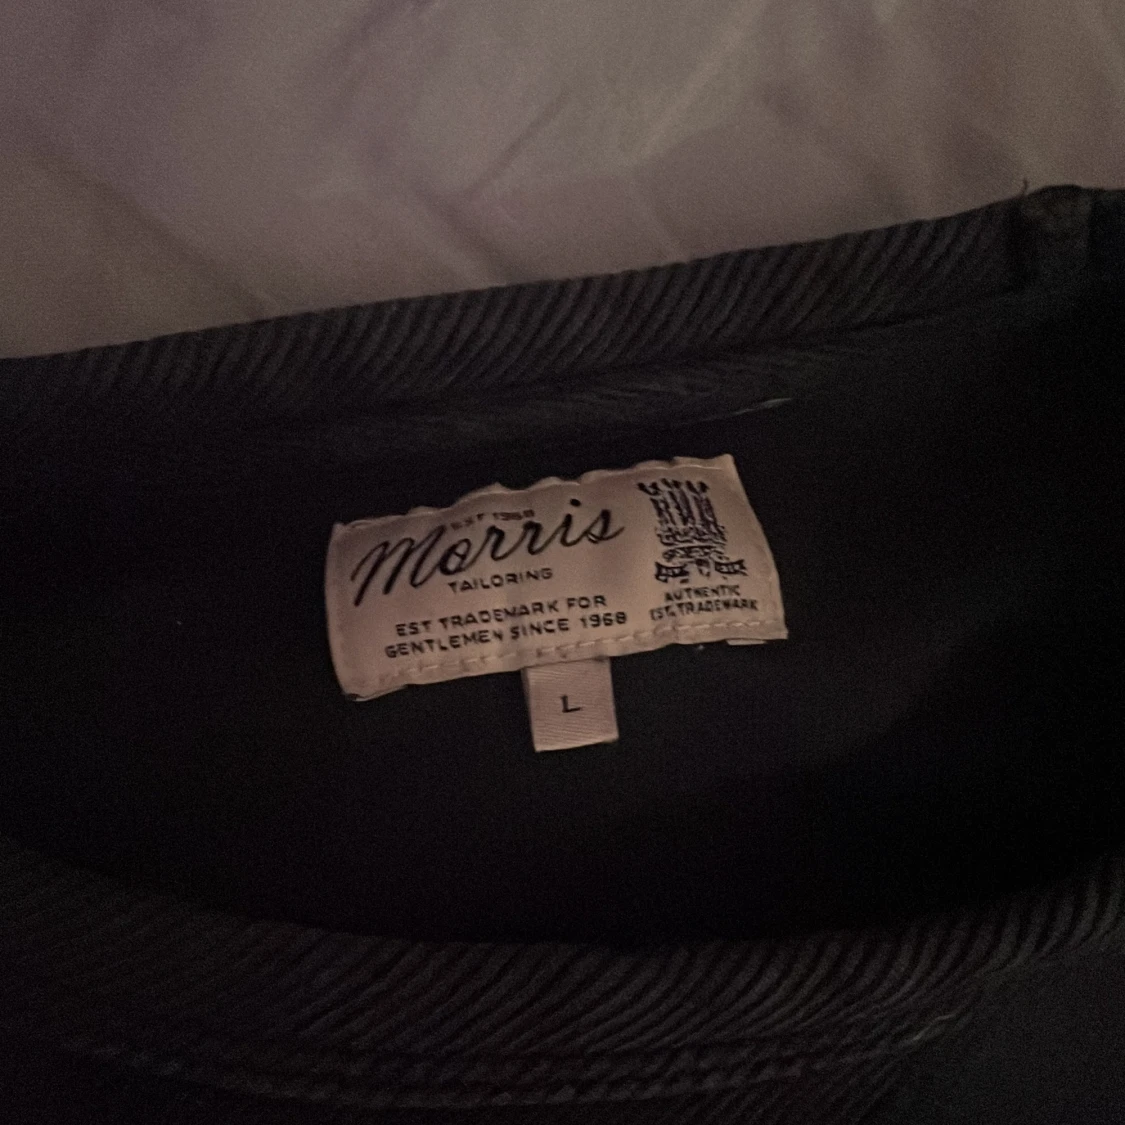 EST 1968
Morris
TAILORING
EST TRADEMARK FOR
GENTLEMEN SINCE 1968
AUTHENTIC
EST. TRADEMARK
L